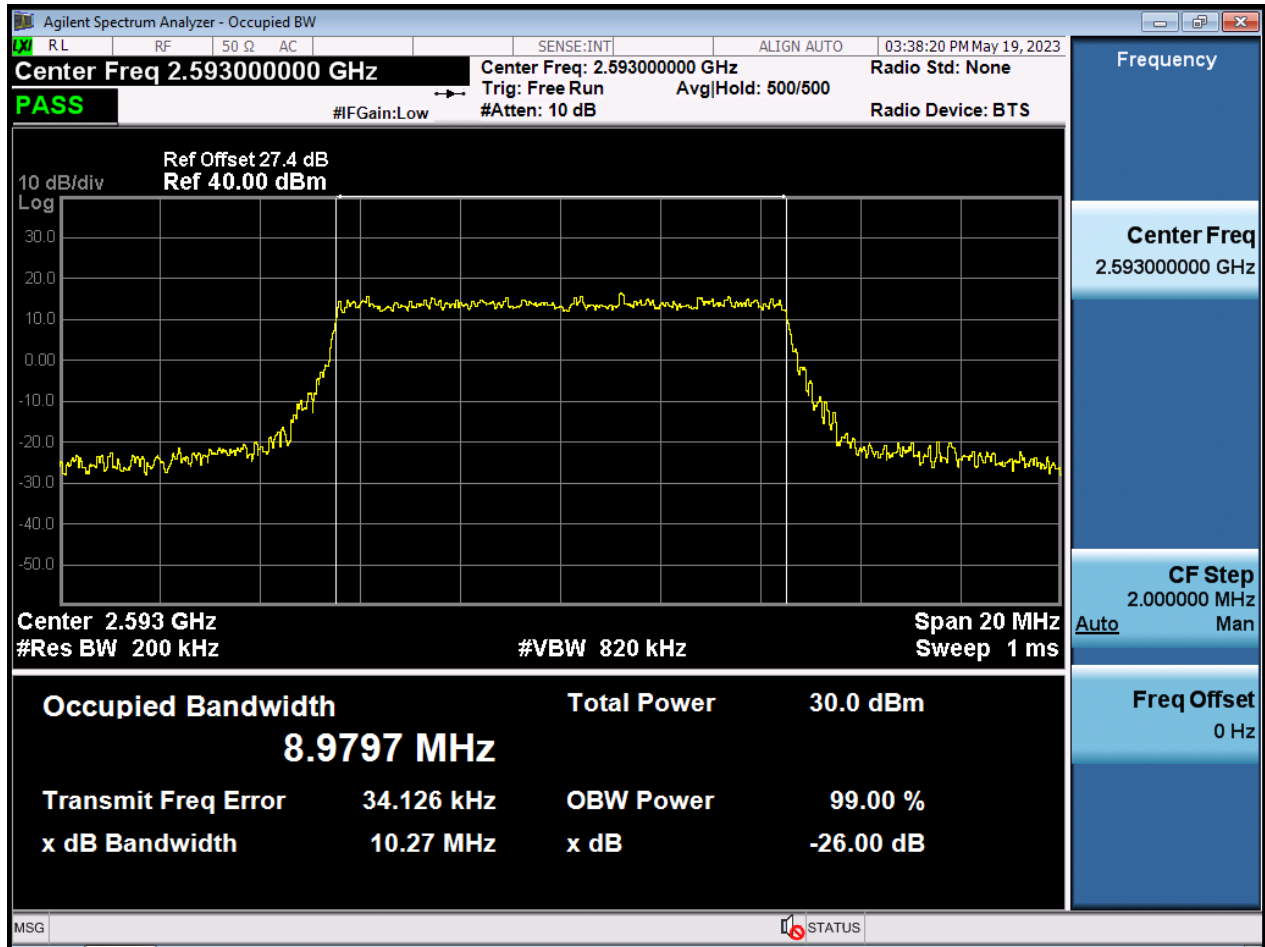 Agilent Spectrum Analyzer - Occupied BW
LXI RL RF 50 Ω AC SENSE:INT ALIGN AUTO 03:38:20 PM May 19, 2023
Center Freq 2.593000000 GHz
PASS
#IFGain:Low
Center Freq: 2.593000000 GHz
Trig: Free Run Avg|Hold: 500/500
#Atten: 10 dB
Radio Std: None
Radio Device: BTS
Ref Offset 27.4 dB
10 dB/div Ref 40.00 dBm
Log
30.0
20.0
10.0
0.00
-10.0
-20.0
-30.0
-40.0
-50.0
Center 2.593 GHz Span 20 MHz
#Res BW 200 kHz #VBW 820 kHz Sweep 1 ms
Occupied Bandwidth Total Power 30.0 dBm
8.9797 MHz
Transmit Freq Error 34.126 kHz OBW Power 99.00 %
x dB Bandwidth 10.27 MHz x dB -26.00 dB
MSG STATUS
Frequency
Center Freq
2.593000000 GHz
CF Step
2.000000 MHz
Auto Man
Freq Offset
0 Hz